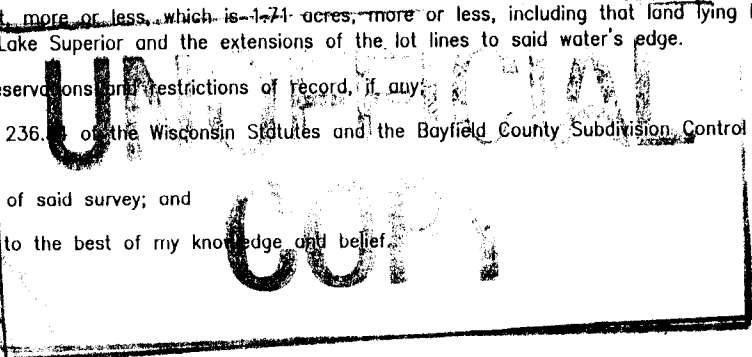 more or less, which is 1.71 acres, more or less, including that land lying
Lake Superior and the extensions of the lot lines to said water's edge.
and restrictions of record, if any;
236. of the Wisconsin Statutes and the Bayfield County Subdivision Control
of said survey; and
to the best of my knowledge and belief.
UNOFFICIAL
COPY